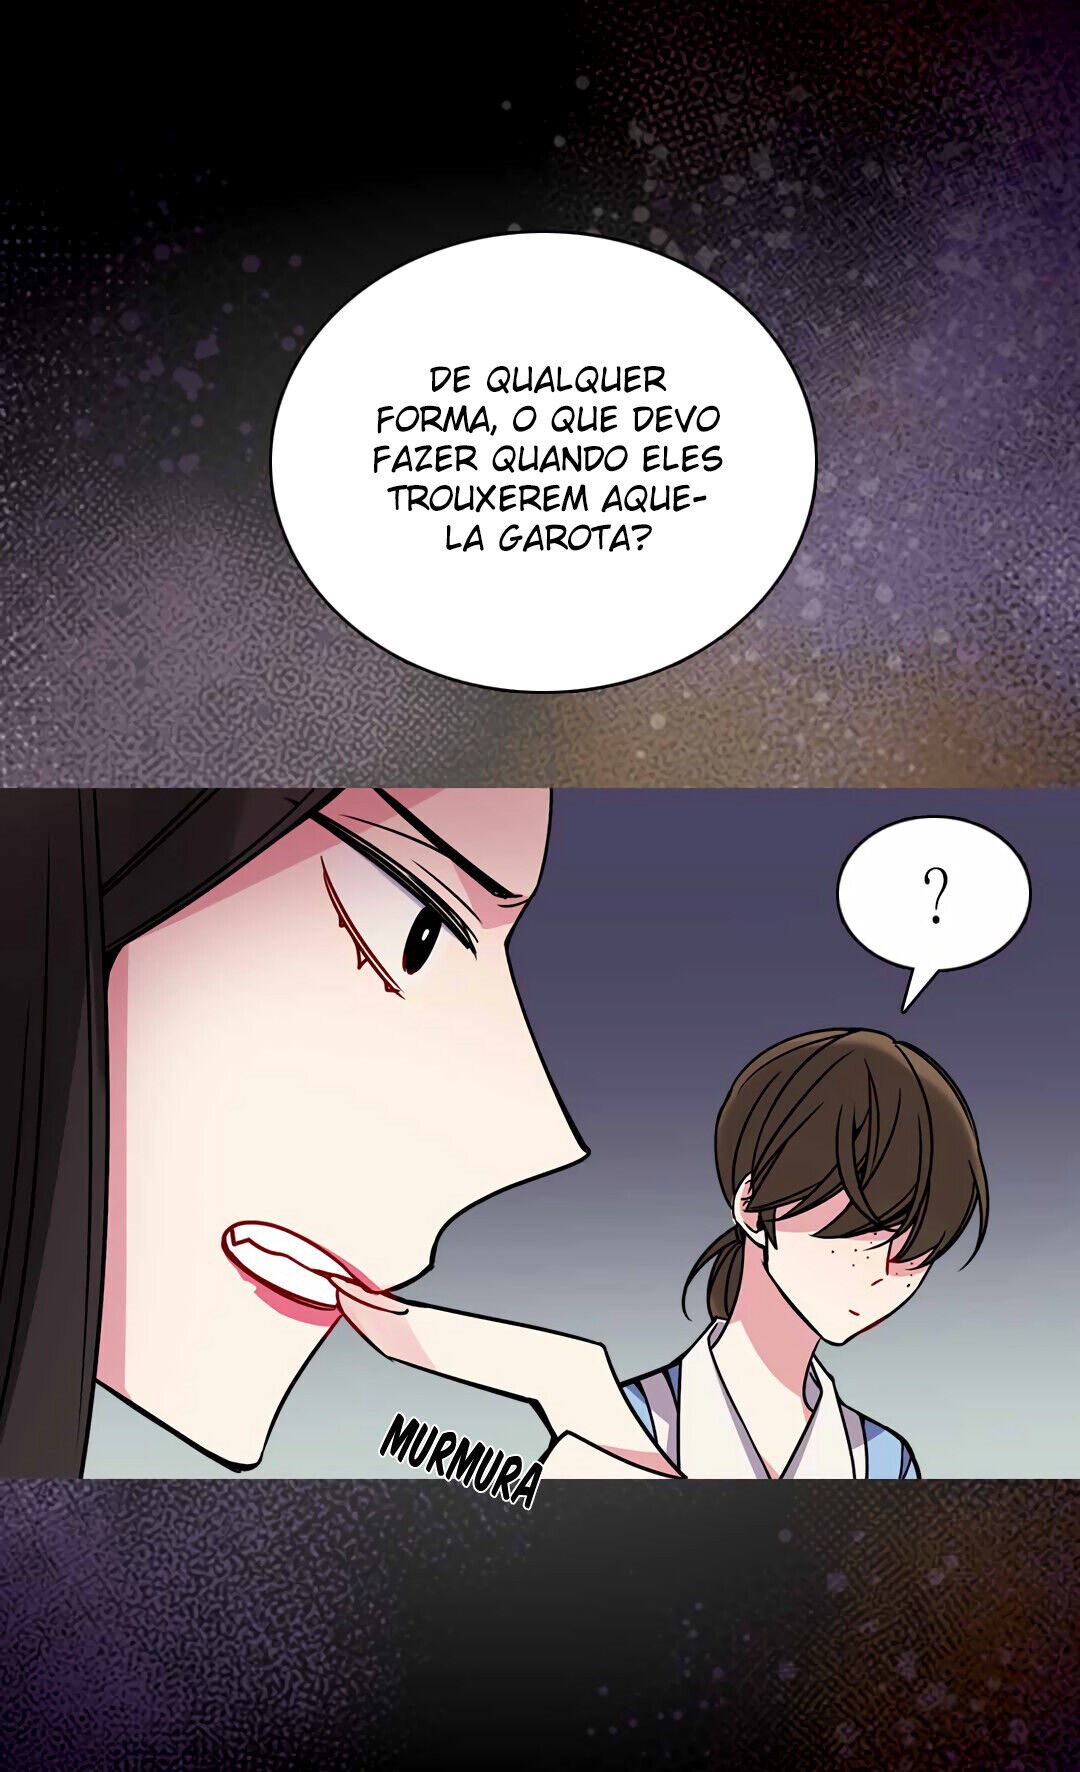 DE QUALQUER
FORMA, O QUE DEVO
FAZER QUANDO ELES
TROUXEREM AQUE-
LA GAROTA?
?
MURMURA